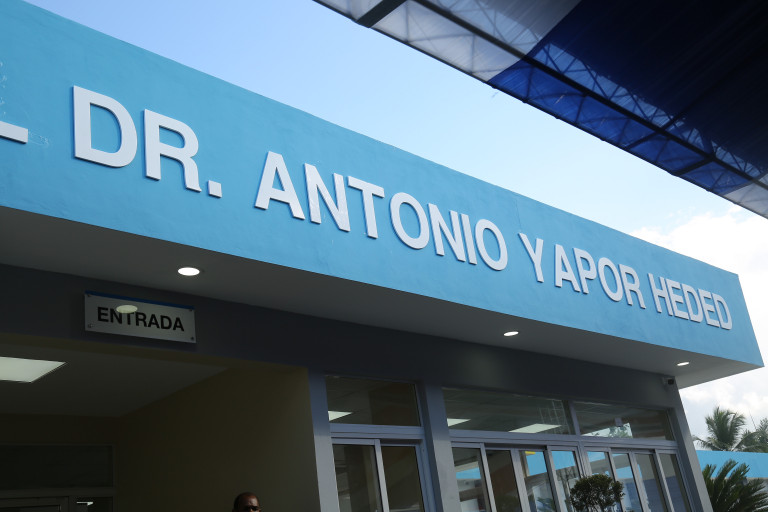 L DR. ANTONIO YAPOR HEDED
ENTRADA